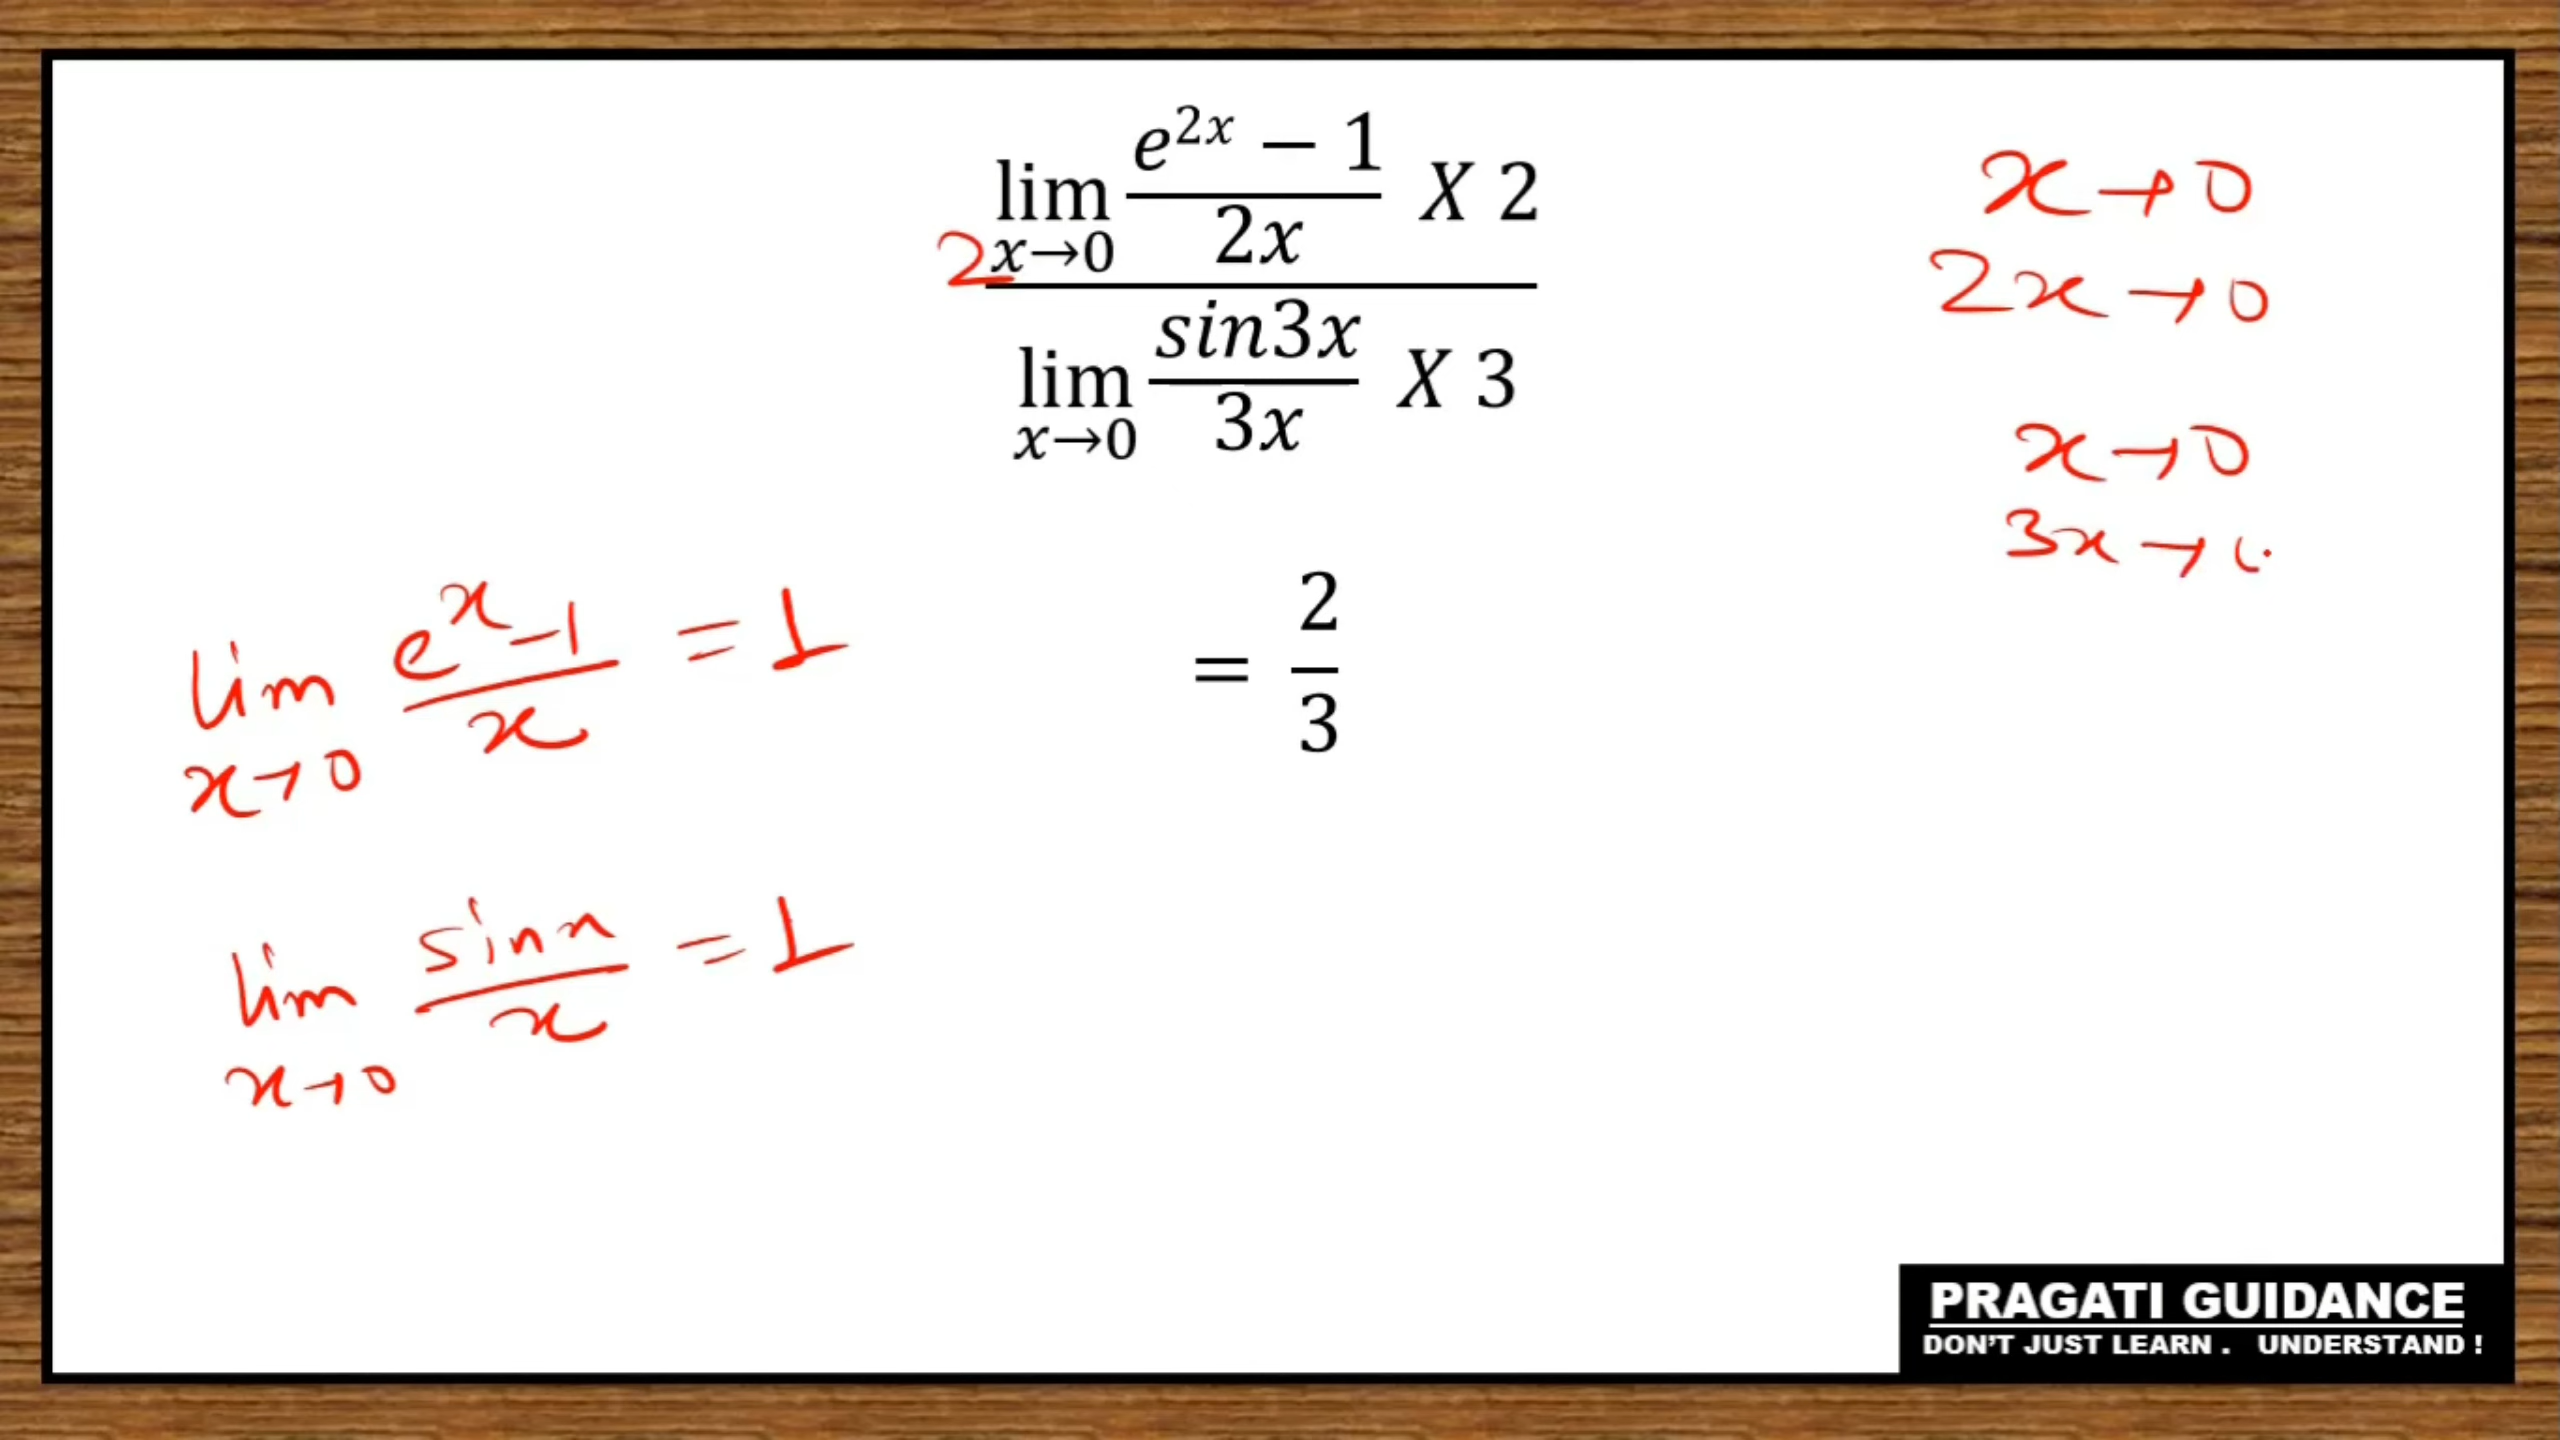 lim x→0 (e^{2x} − 1)/(2x) X 2
2x→0
lim x→0 (sin3x)/(3x) X 3
= 2/3
lim x→0 (e^x − 1)/x = 1
lim x→0 (sin x)/x = 1
x→0
2x→0
x→0
3x→
PRAGATI GUIDANCE
DON'T JUST LEARN . UNDERSTAND !